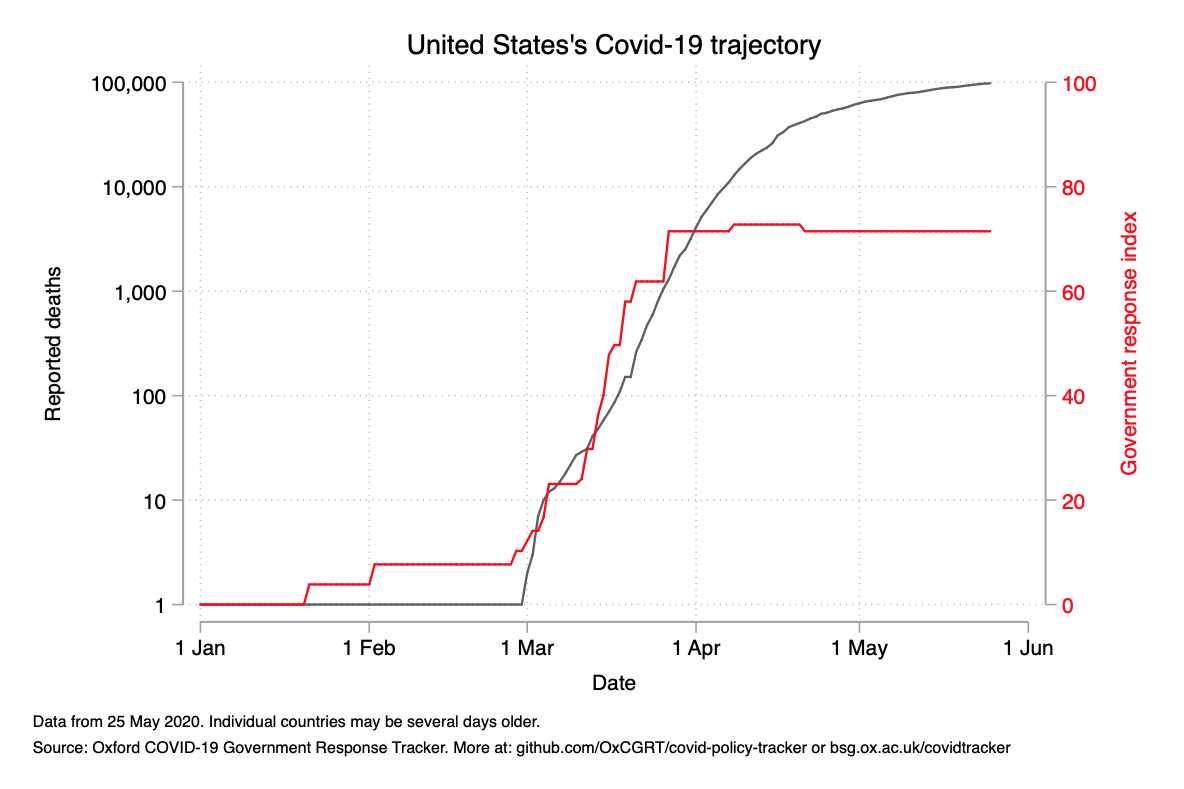 United States's Covid-19 trajectory
100,000
10,000
1,000
100
10
1
Reported deaths
100
80
60
40
20
0
Government response index
1 Jan
1 Feb
1 Mar
1 Apr
1 May
1 Jun
Date
Data from 25 May 2020. Individual countries may be several days older.
Source: Oxford COVID-19 Government Response Tracker. More at: github.com/OxCGRT/covid-policy-tracker or bsg.ox.ac.uk/covidtracker